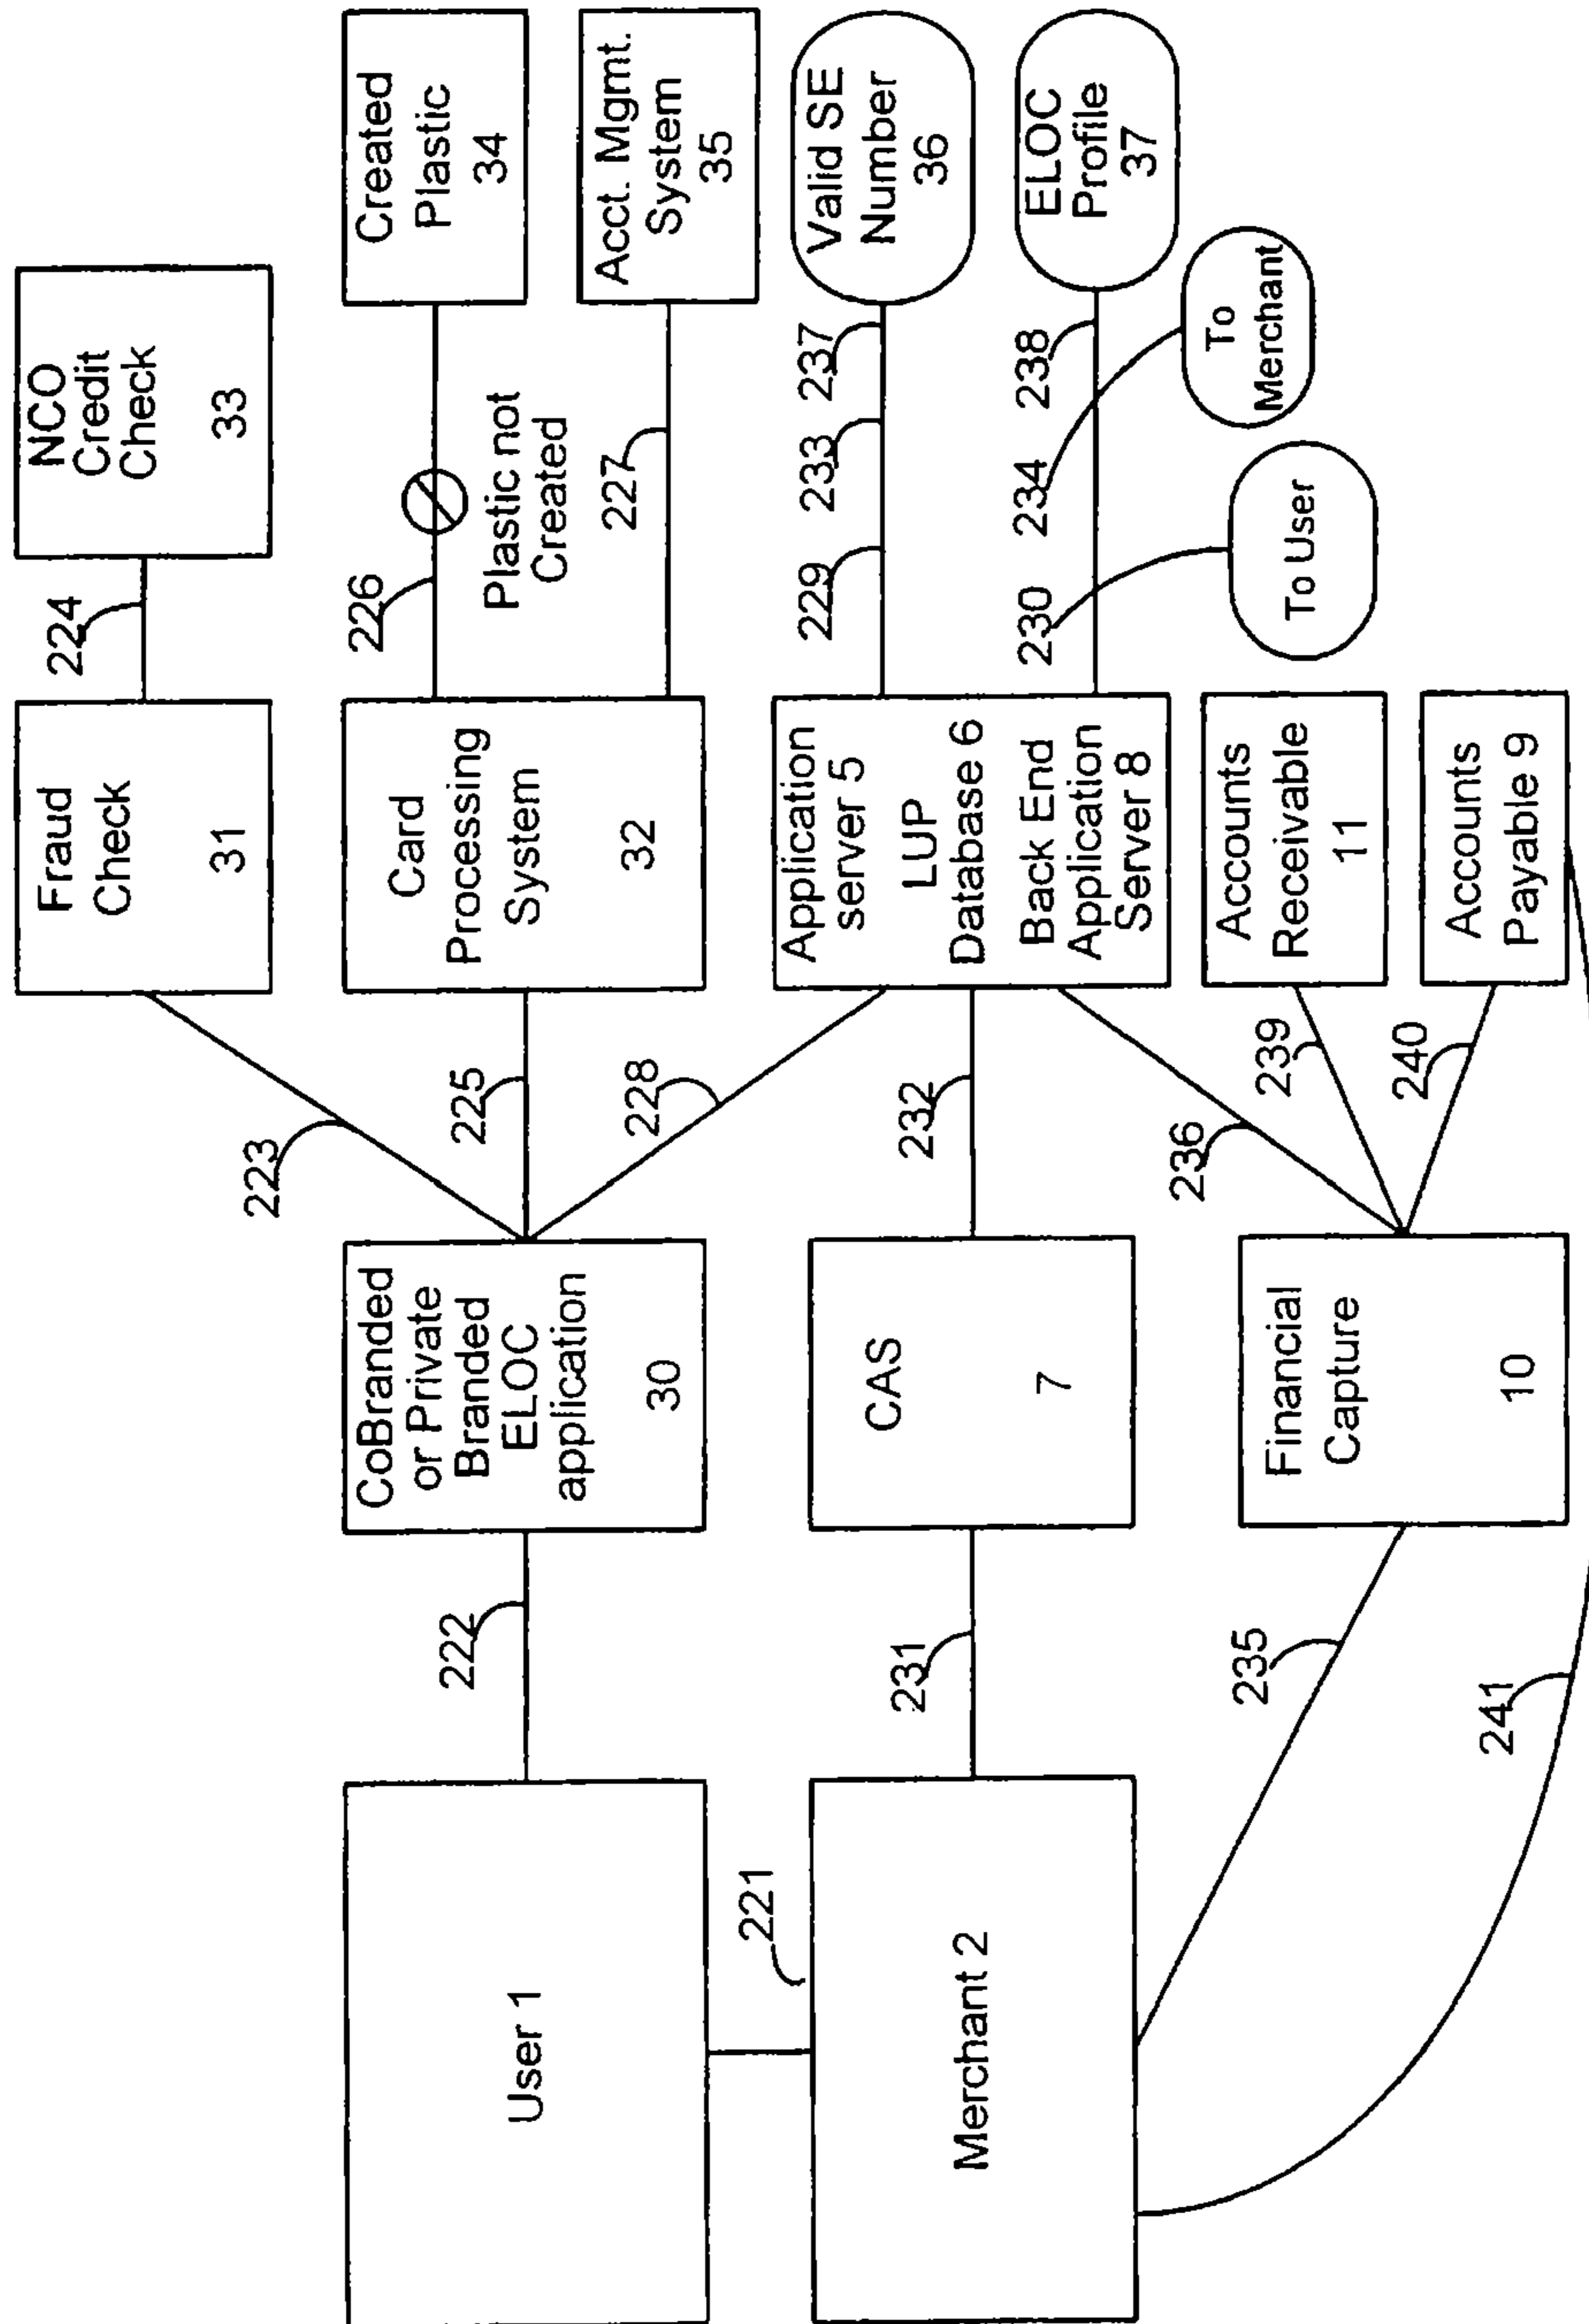 User 1
221
Merchant 2
222
231
235
241
CoBranded
or Private
Branded
ELOC
application
30
CAS
7
Financial
Capture
10
223
225
228
232
236
239
240
Fraud
Check
31
Card
Processing
System
32
Application
server 5
LUP
Database 6
Back End
Application
Server 8
Accounts
Receivable
11
Accounts
Payable 9
224
226
Plastic not
Created
227
229
233
237
230
234
238
To User
To
Merchant
NCO
Credit
Check
33
Created
Plastic
34
Acct. Mgmt.
System
35
Valid SE
Number
36
ELOC
Profile
37